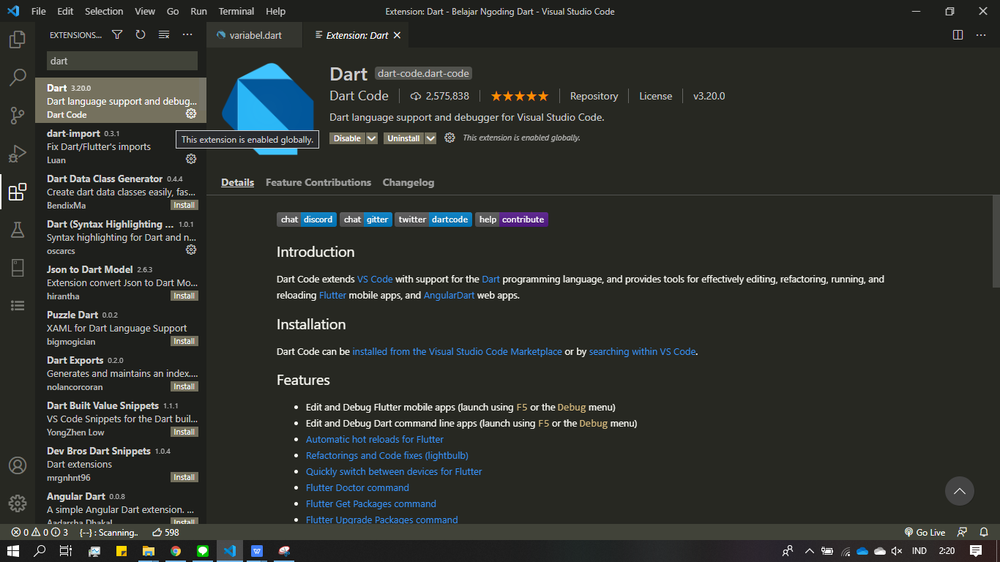 File Edit Selection View Go Run Terminal Help
Extension: Dart - Belajar Ngoding Dart - Visual Studio Code
EXTENSIONS...
variabel.dart
Extension: Dart
dart
Dart 3.20.0
Dart language support and debug...
Dart Code
dart-import 0.3.1
Fix Dart/Flutter's imports
Luan
Dart Data Class Generator 0.4.4
Create dart data classes easily, fas...
BendixMa Install
Dart (Syntax Highlighting ... 1.0.1
Syntax highlighting for Dart and n...
oscarcs
Json to Dart Model 2.6.3
Extension convert Json to Dart Mo...
hirantha Install
Puzzle Dart 0.0.2
XAML for Dart Language Support
bigmogician Install
Dart Exports 0.2.0
Generates and maintains an index....
nolancorcoran Install
Dart Built Value Snippets 1.1.1
VS Code Snippets for the Dart buil...
YongZhen Low Install
Dev Bros Dart Snippets 1.0.4
Dart extensions
mrgnhnt96 Install
Angular Dart 0.0.8
A simple Angular Dart extension. ...
Aadarsha Dhakal Install
This extension is enabled globally.
Dart dart-code.dart-code
Dart Code 2,575,838 Repository License v3.20.0
Dart language support and debugger for Visual Studio Code.
Disable Uninstall This extension is enabled globally.
Details Feature Contributions Changelog
chat discord chat gitter twitter dartcode help contribute
Introduction
Dart Code extends VS Code with support for the Dart programming language, and provides tools for effectively editing, refactoring, running, and
reloading Flutter mobile apps, and AngularDart web apps.
Installation
Dart Code can be installed from the Visual Studio Code Marketplace or by searching within VS Code.
Features
• Edit and Debug Flutter mobile apps (launch using F5 or the Debug menu)
• Edit and Debug Dart command line apps (launch using F5 or the Debug menu)
• Automatic hot reloads for Flutter
• Refactorings and Code fixes (lightbulb)
• Quickly switch between devices for Flutter
• Flutter Doctor command
• Flutter Get Packages command
• Flutter Upgrade Packages command
0 0 3 {--} : Scanning.. 598 Go Live
IND 2:20